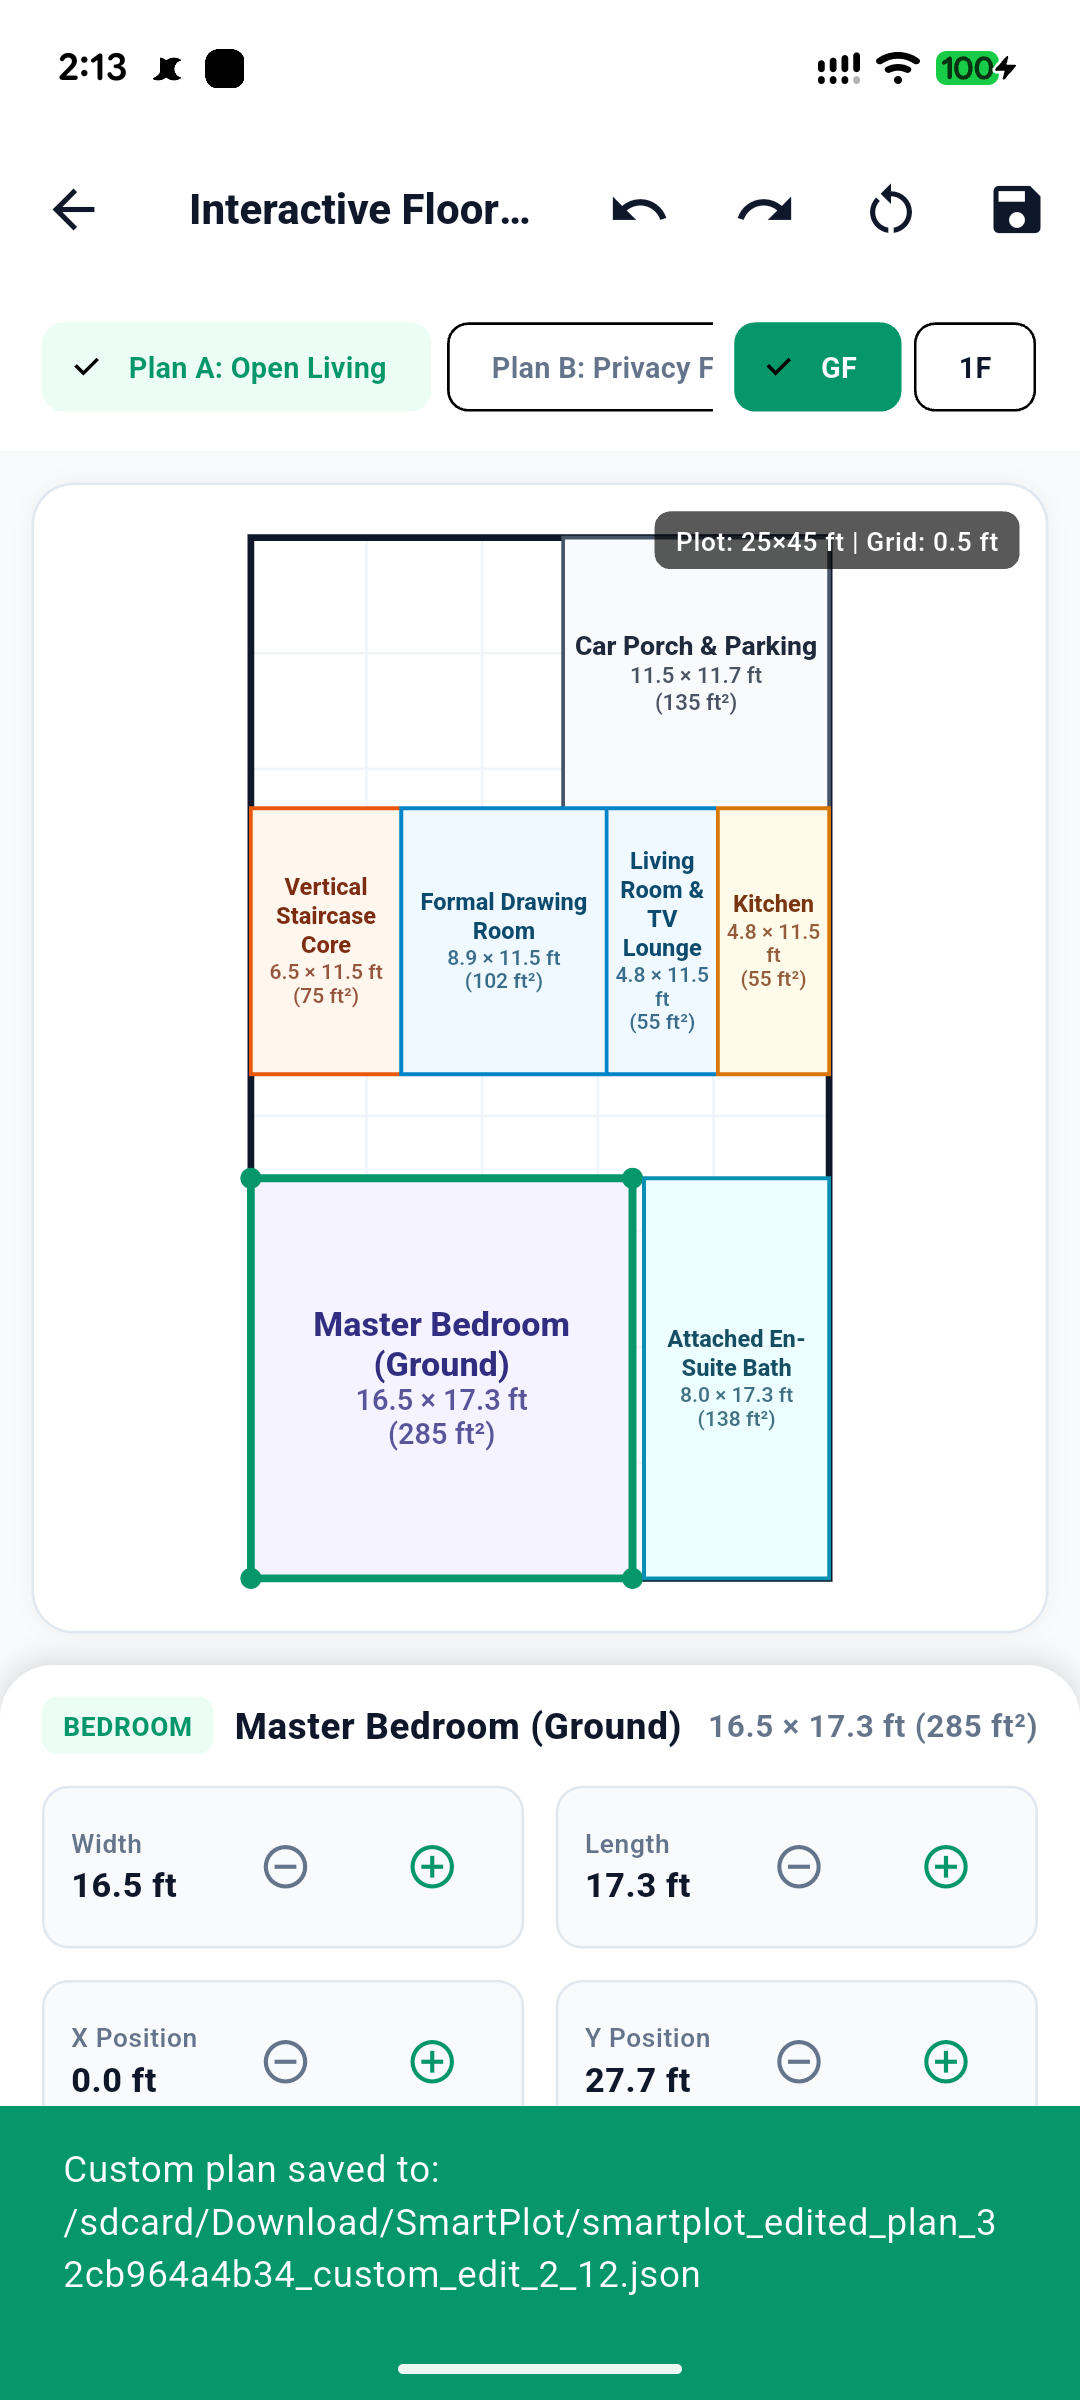 2:13
100
Interactive Floor...
Plan A: Open Living
Plan B: Privacy F
GF
1F
Plot: 25×45 ft | Grid: 0.5 ft
Car Porch & Parking
11.5 × 11.7 ft
(135 ft²)
Vertical
Staircase
Core
6.5 × 11.5 ft
(75 ft²)
Formal Drawing
Room
8.9 × 11.5 ft
(102 ft²)
Living
Room &
TV
Lounge
4.8 × 11.5
ft
(55 ft²)
Kitchen
4.8 × 11.5
ft
(55 ft²)
Master Bedroom
(Ground)
16.5 × 17.3 ft
(285 ft²)
Attached En-
Suite Bath
8.0 × 17.3 ft
(138 ft²)
BEDROOM
Master Bedroom (Ground)
16.5 × 17.3 ft (285 ft²)
Width
16.5 ft
Length
17.3 ft
X Position
0.0 ft
Y Position
27.7 ft
Custom plan saved to:
/sdcard/Download/SmartPlot/smartplot_edited_plan_3
2cb964a4b34_custom_edit_2_12.json